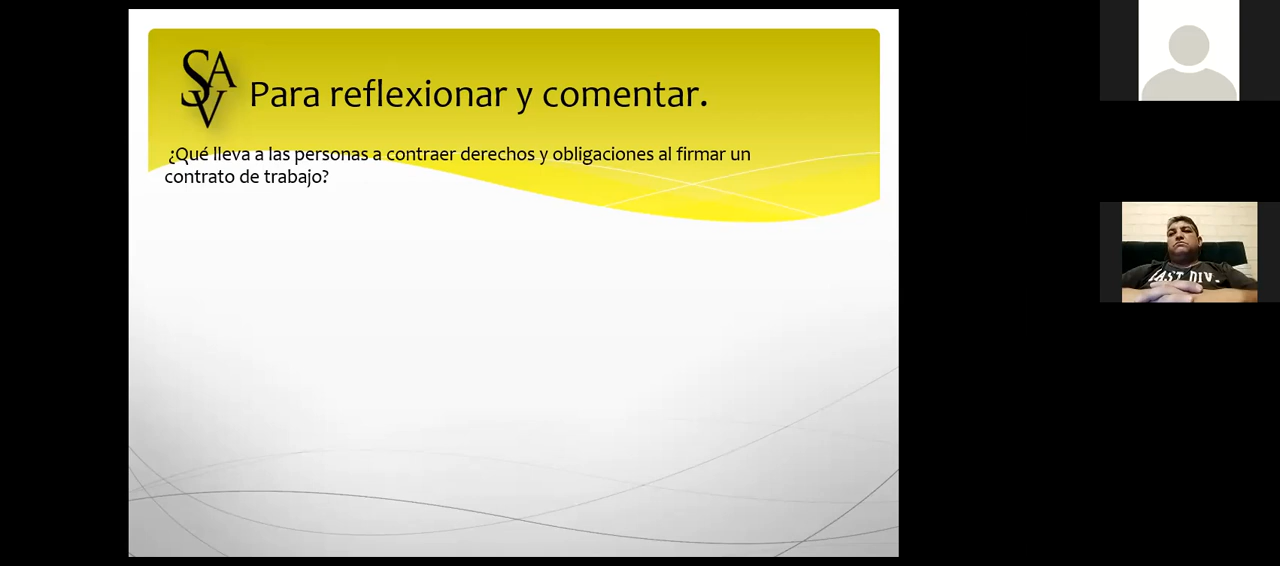 SAV
Para reflexionar y comentar.
¿Qué lleva a las personas a contraer derechos y obligaciones al firmar un
contrato de trabajo?
LAST DIV.